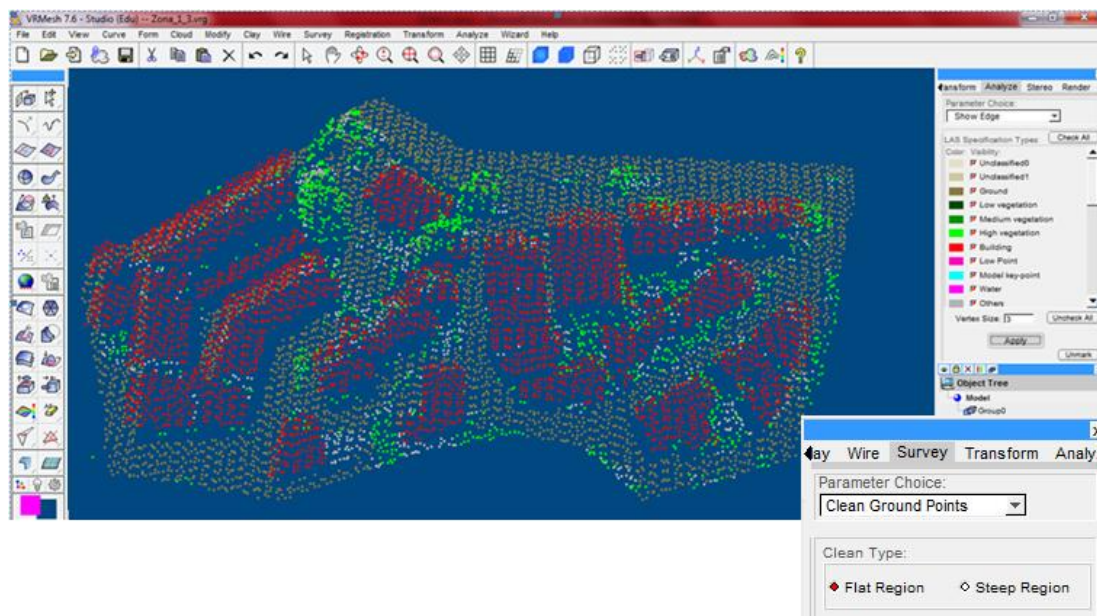 VRMesh 7.6 - Studio (Edu) -- Zona_1_3.vrg
File Edit View Curve Form Cloud Modify Clay Wire Survey Registration Transform Analyze Wizard Help
ransform Analyze Stereo Render
Parameter Choice:
Show Edge
LAS Specification Types: Check All
Color Visibility:
Unclassified0
Unclassified1
Ground
Low vegetation
Medium vegetation
High vegetation
Building
Low Point
Model key-point
Water
Others
Vertex Size: Uncheck All
Apply
Unmark
Object Tree
Model
Group0
lay Wire Survey Transform Analy
Parameter Choice:
Clean Ground Points
Clean Type:
Flat Region Steep Region